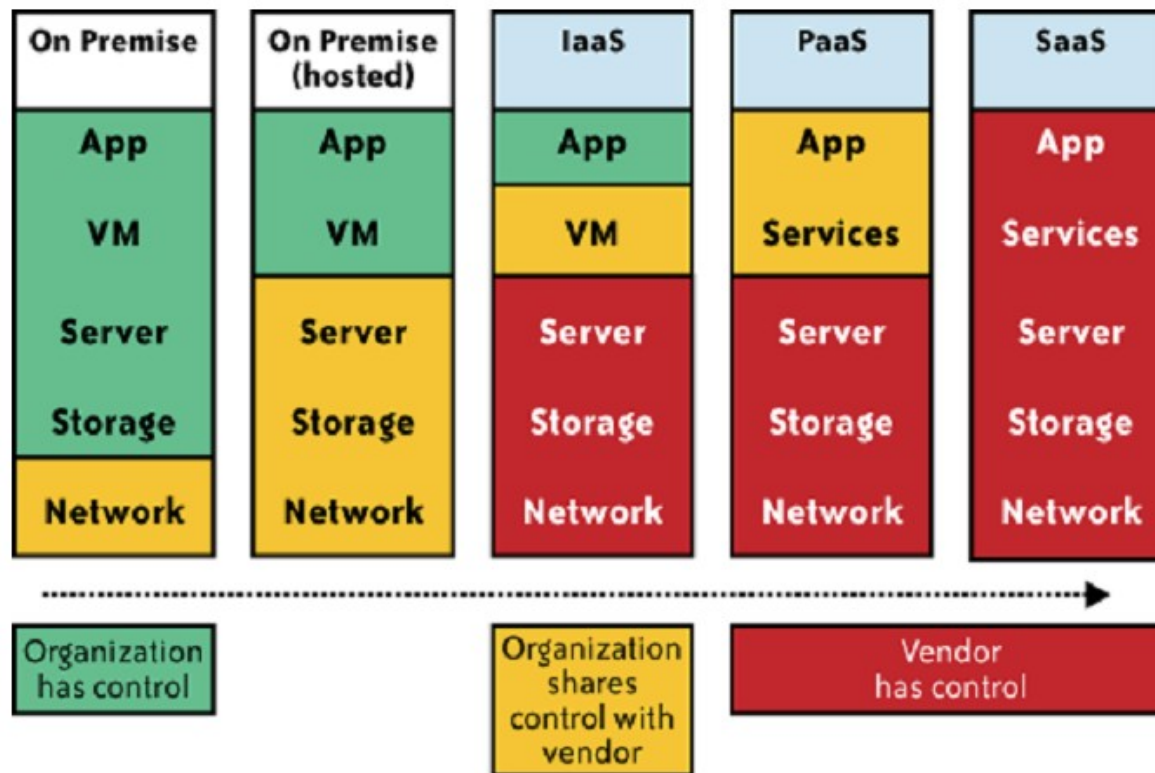 On Premise
App
VM
Server
Storage
Network
On Premise
(hosted)
App
VM
Server
Storage
Network
IaaS
App
VM
Server
Storage
Network
PaaS
App
Services
Server
Storage
Network
SaaS
App
Services
Server
Storage
Network
Organization
has control
Organization
shares
control with
vendor
Vendor
has control